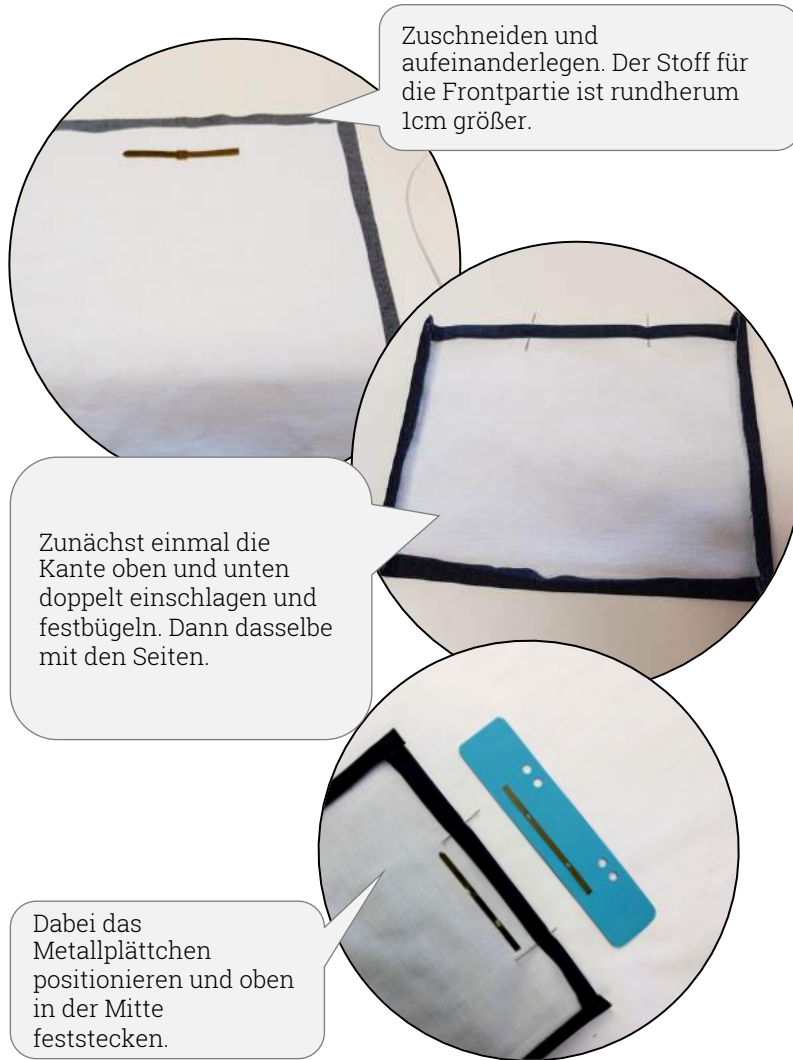 Zuschneiden und
aufeinanderlegen. Der Stoff für
die Frontpartie ist rundherum
1cm größer.
Zunächst einmal die
Kante oben und unten
doppelt einschlagen und
festbügeln. Dann dasselbe
mit den Seiten.
Dabei das
Metallplättchen
positionieren und oben
in der Mitte
feststecken.